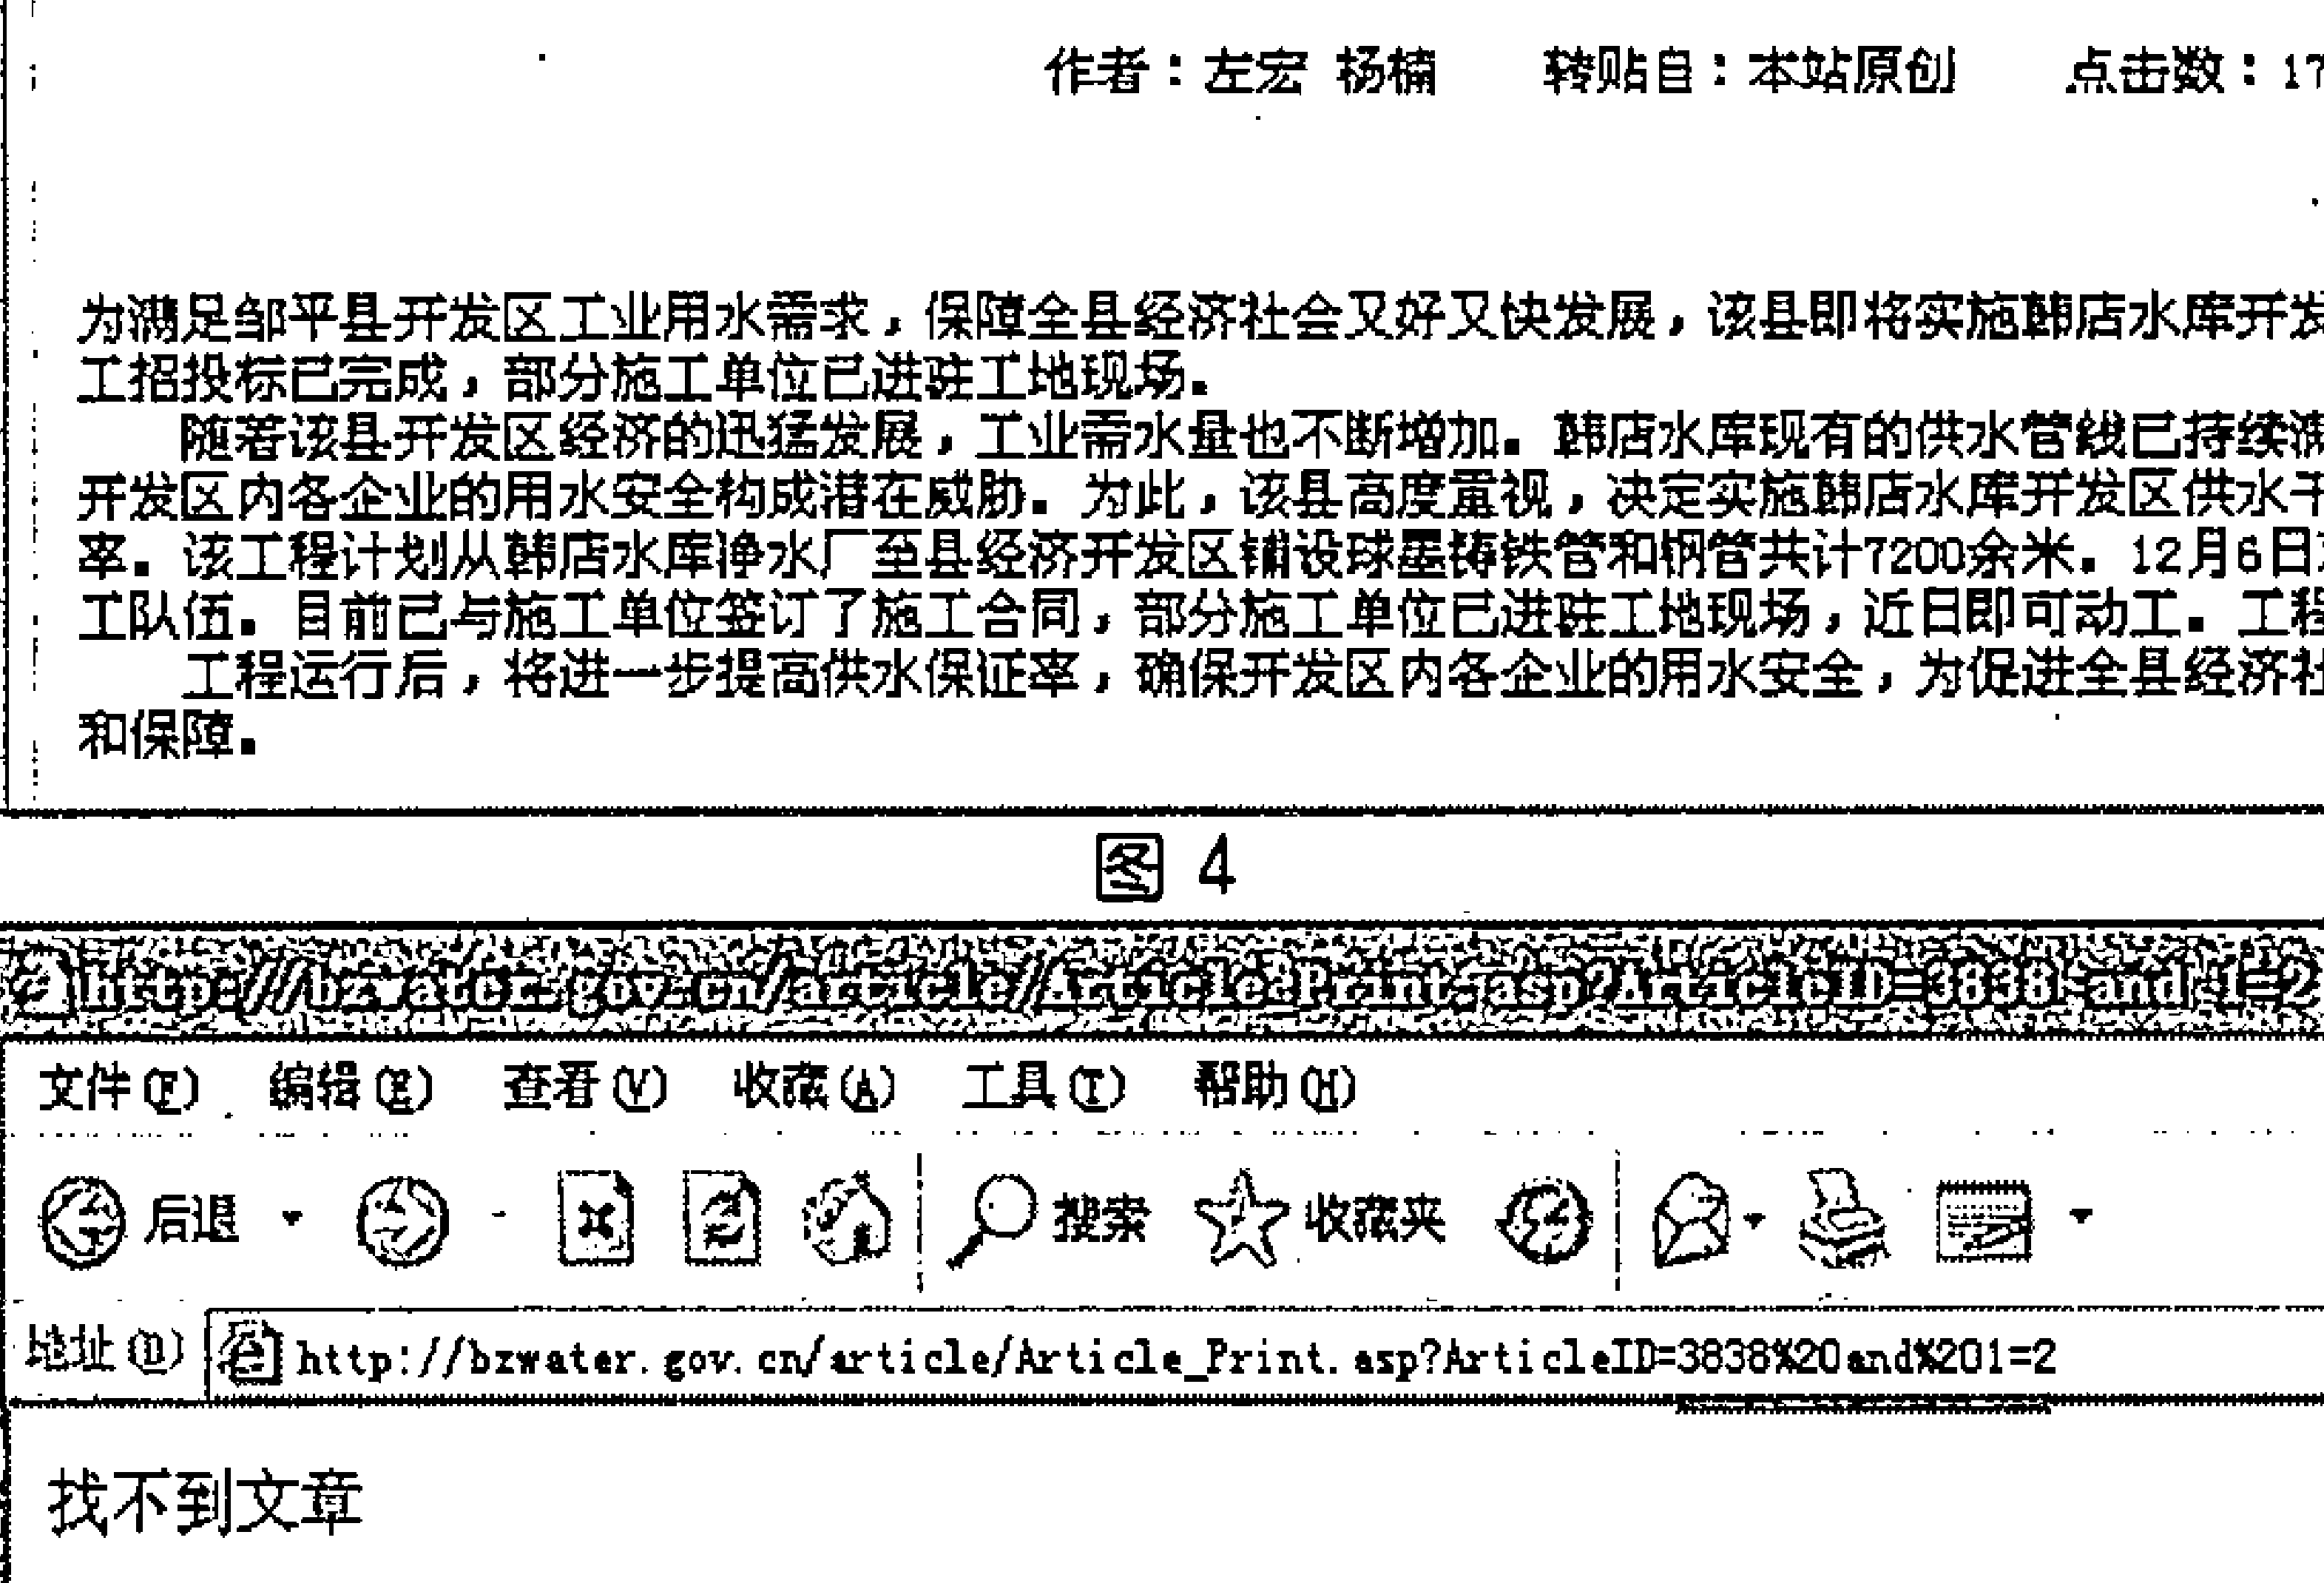 作者：左宏 杨楠 转贴自：本站原创 点击数：17
为满足邹平县开发区工业用水需求，保障全县经济社会又好又快发展，该县即将实施韩店水库开发
工招投标已完成，部分施工单位已进驻工地现场。
随着该县开发区经济的迅猛发展，工业需水量也不断增加。韩店水库现有的供水管线已持续满
开发区内各企业的用水安全构成潜在威胁。为此，该县高度重视，决定实施韩店水库开发区供水干
率。该工程计划从韩店水库净水厂至县经济开发区铺设球墨铸铁管和钢管共计7200余米。12月6日
工队伍。目前已与施工单位签订了施工合同，部分施工单位已进驻工地现场，近日即可动工。工程
工程运行后，将进一步提高供水保证率，确保开发区内各企业的用水安全，为促进全县经济社
和保障。
图 4
http://bzwater.gov.cn/article/Article_Print.asp?ArticleID=3838 and 1=2
文件(F) 编辑(E) 查看(V) 收藏(A) 工具(T) 帮助(H)
后退 搜索 收藏夹
地址(D) http://bzwater.gov.cn/article/Article_Print.asp?ArticleID=3838%20and%201=2
找不到文章